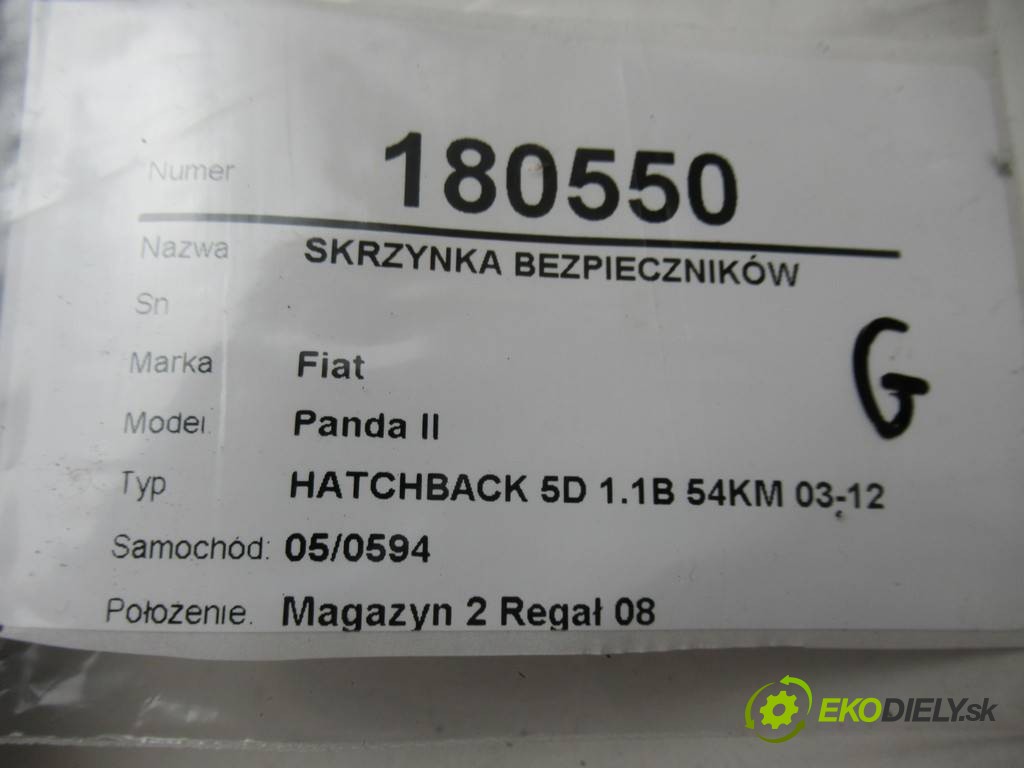 Numer 180550
Nazwa SKRZYNKA BEZPIECZNIKÓW
Sn
Marka Fiat
G
Model Panda II
Typ HATCHBACK 5D 1.1B 54KM 03-12
Samochód: 05/0594
Położenie. Magazyn 2 Regał 08
EKODIELY.sk